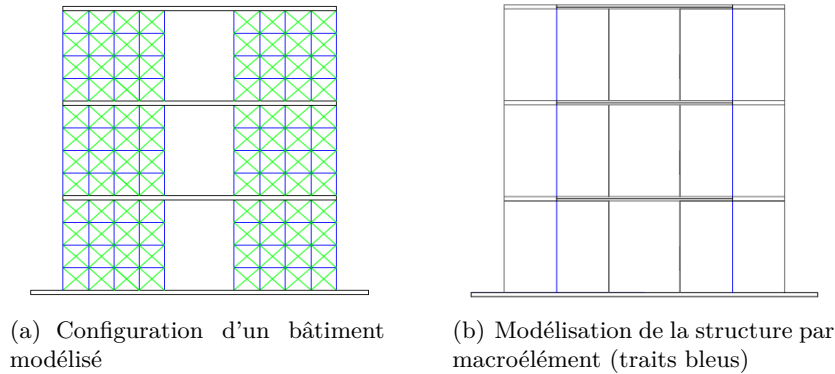 (a) Configuration d'un bâtiment
modélisé
(b) Modélisation de la structure par
macroélément (traits bleus)